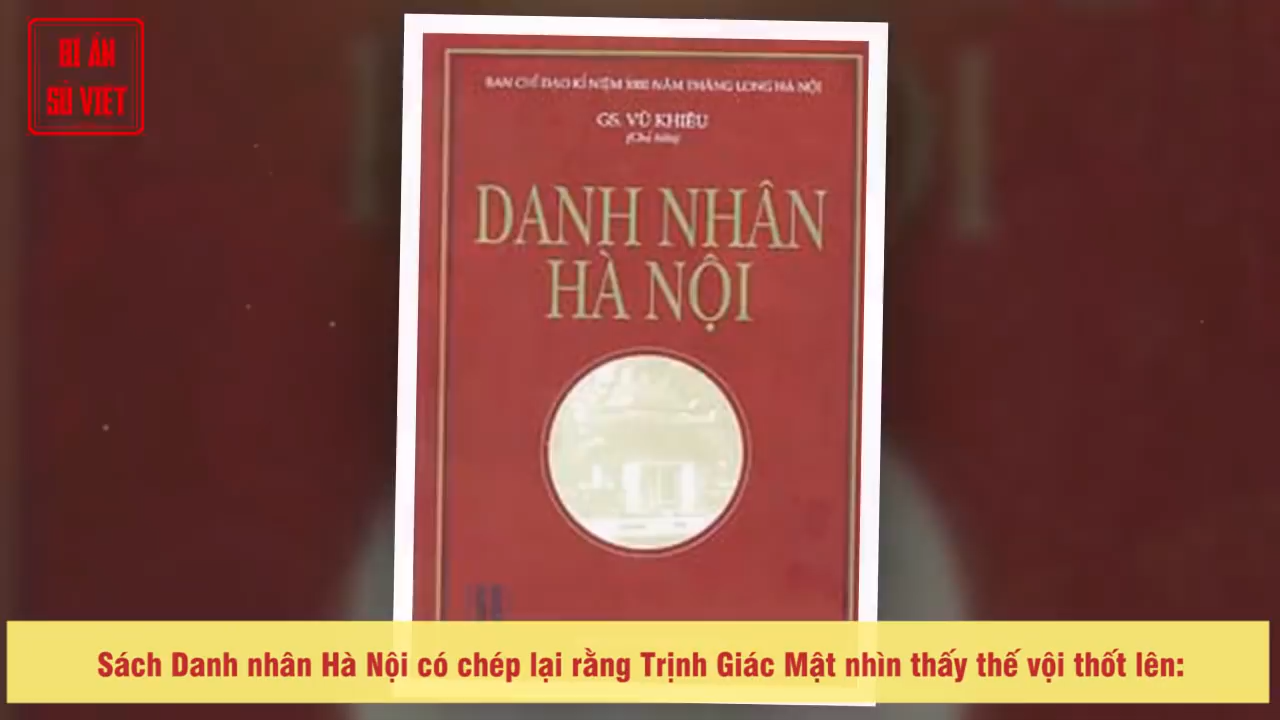 BÍ ẨN
SỬ VIỆT
BAN CHỈ ĐẠO KỈ NIỆM 1000 NĂM THĂNG LONG HÀ NỘI
GS. VŨ KHIÊU
(Chủ biên)
DANH NHÂN
HÀ NỘI
Sách Danh nhân Hà Nội có chép lại rằng Trịnh Giác Mật nhìn thấy thế vội thốt lên: